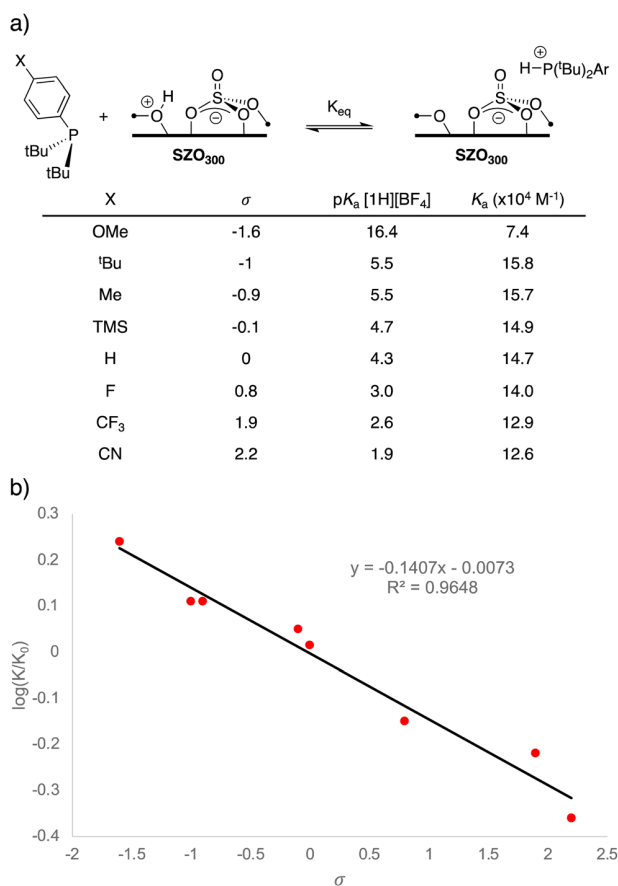 a)
X
P
tBu
tBu
+
H
O
O
S
O
O
O
SZO300
Keq
H–P(tBu)2Ar
O
O
S
O
O
O
SZO300
X σ pKa [1H][BF4] Ka (x10⁴ M⁻¹)
OMe -1.6 16.4 7.4
tBu -1 5.5 15.8
Me -0.9 5.5 15.7
TMS -0.1 4.7 14.9
H 0 4.3 14.7
F 0.8 3.0 14.0
CF3 1.9 2.6 12.9
CN 2.2 1.9 12.6
b)
0.3
0.2
0.1
0
-0.1
-0.2
-0.3
-0.4
log(K/K0)
y = -0.1407x - 0.0073
R² = 0.9648
-2 -1.5 -1 -0.5 0 0.5 1 1.5 2 2.5
σ